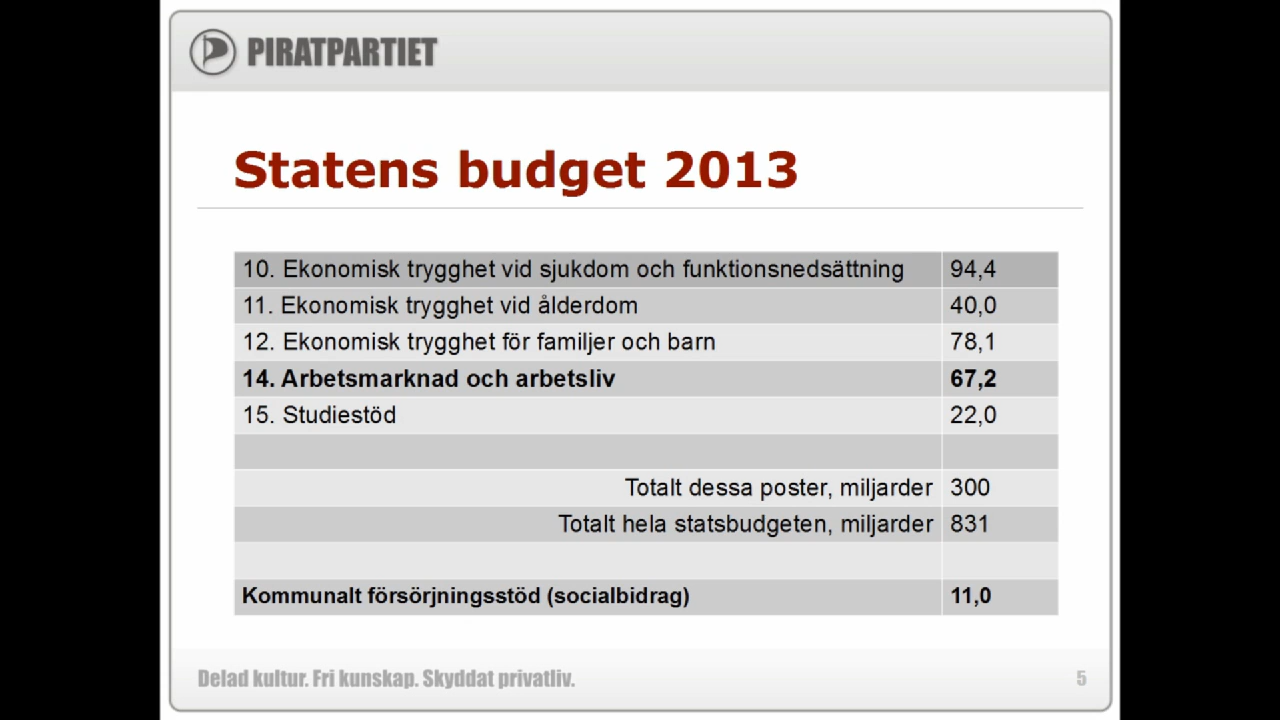 PIRATPARTIET
Statens budget 2013
10. Ekonomisk trygghet vid sjukdom och funktionsnedsättning 94,4
11. Ekonomisk trygghet vid ålderdom 40,0
12. Ekonomisk trygghet för familjer och barn 78,1
14. Arbetsmarknad och arbetsliv 67,2
15. Studiestöd 22,0
Totalt dessa poster, miljarder 300
Totalt hela statsbudgeten, miljarder 831
Kommunalt försörjningsstöd (socialbidrag) 11,0
Delad kultur. Fri kunskap. Skyddat privatliv. 5